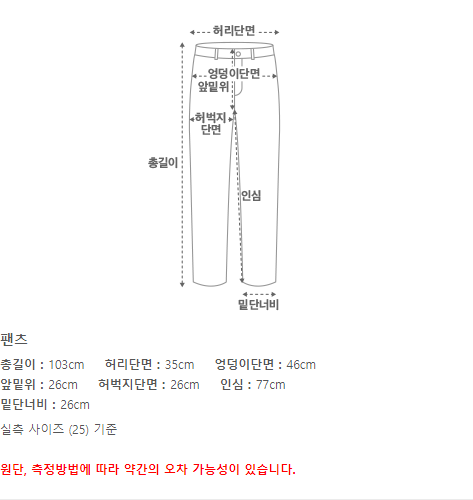 허리단면
엉덩이단면
앞밑위
허벅지
단면
총길이
인심
밑단너비
팬츠
총길이 : 103cm 허리단면 : 35cm 엉덩이단면 : 46cm
앞밑위 : 26cm 허벅지단면 : 26cm 인심 : 77cm
밑단너비 : 26cm
실측 사이즈 (25) 기준
원단, 측정방법에 따라 약간의 오차 가능성이 있습니다.